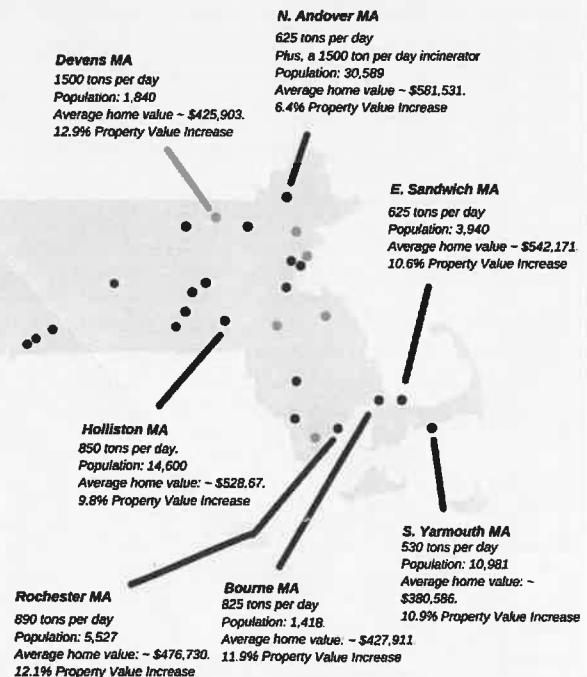 N. Andover MA
625 tons per day
Plus, a 1500 ton per day incinerator
Population: 30,589
Average home value ~ $581,531.
6.4% Property Value Increase
Devens MA
1500 tons per day
Population: 1,840
Average home value ~ $425,903.
12.9% Property Value Increase
E. Sandwich MA
625 tons per day
Population: 3,940
Average home value ~ $542,171.
10.6% Property Value Increase
Holliston MA
850 tons per day.
Population: 14,600
Average home value: ~ $528.67.
9.8% Property Value Increase
S. Yarmouth MA
530 tons per day
Population: 10,981
Average home value: ~
$380,586.
10.9% Property Value Increase
Rochester MA
890 tons per day
Population: 5,527
Average home value: ~ $476,730.
12.1% Property Value Increase
Bourne MA
825 tons per day
Population: 1,418.
Average home value: ~ $427,911.
11.9% Property Value Increase